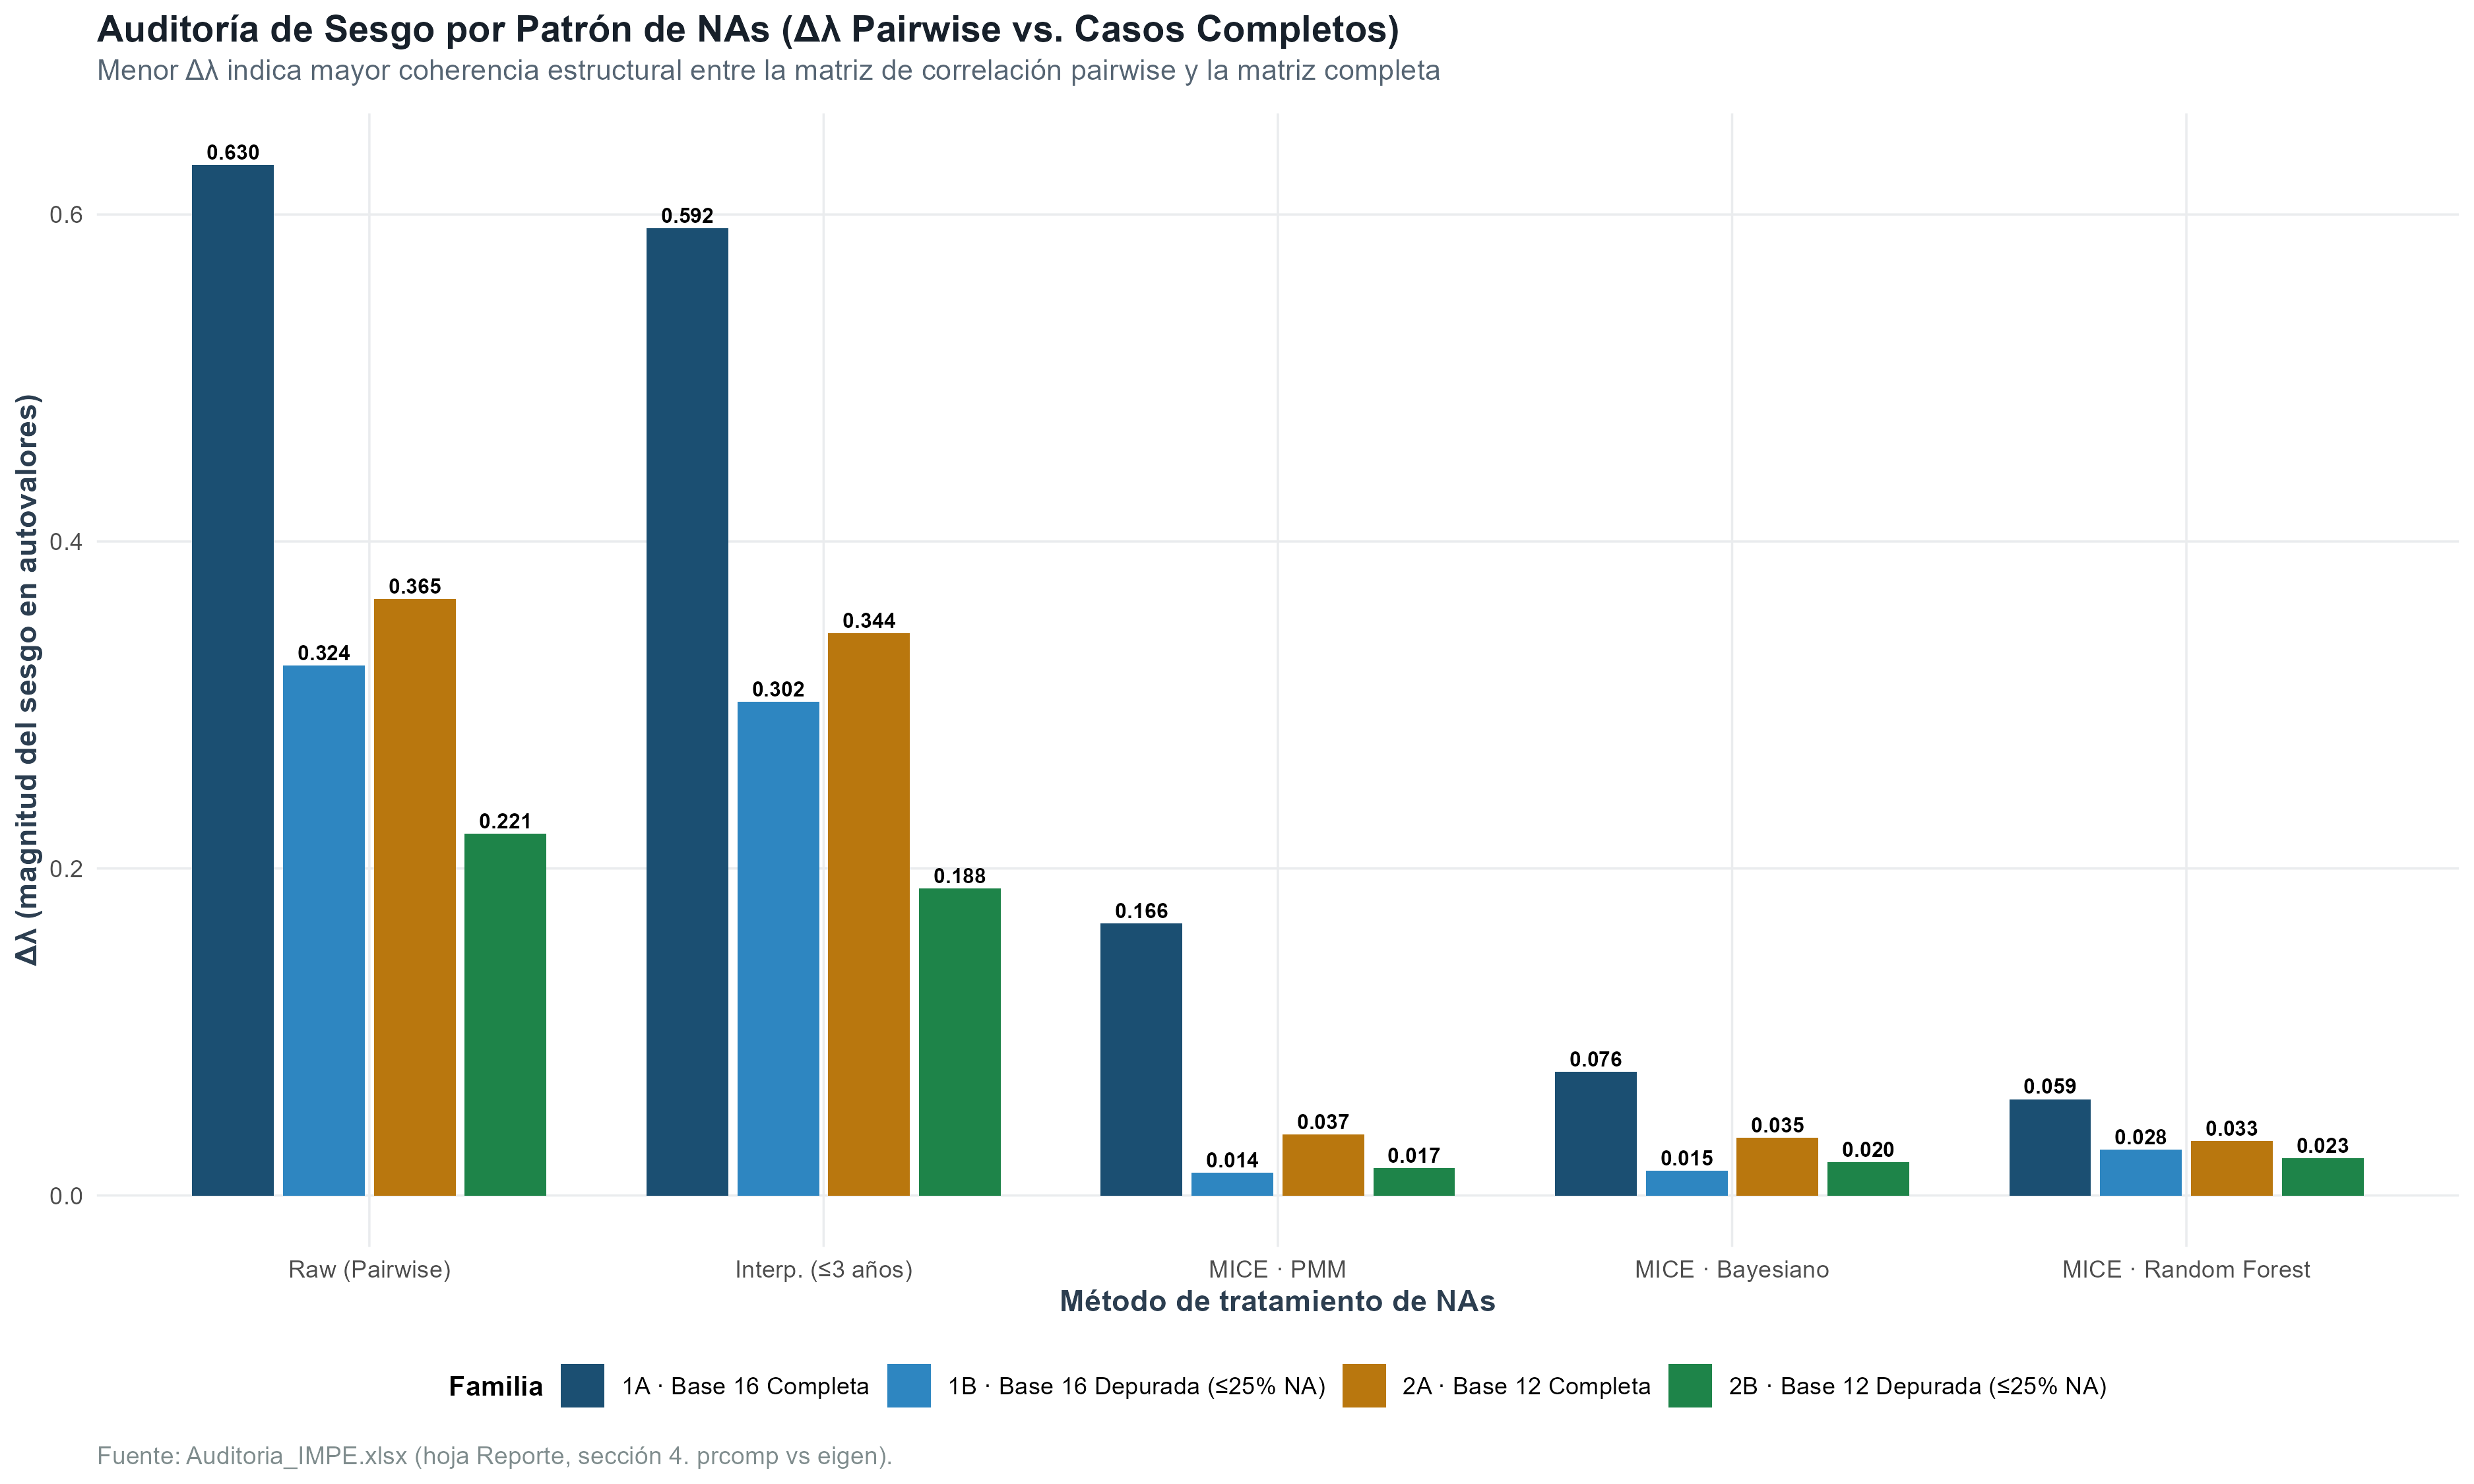 Auditoría de Sesgo por Patrón de NAs (Δλ Pairwise vs. Casos Completos)
Menor Δλ indica mayor coherencia estructural entre la matriz de correlación pairwise y la matriz completa
Δλ (magnitud del sesgo en autovalores)
0.6
0.4
0.2
0.0
0.630
0.324
0.365
0.221
0.592
0.302
0.344
0.188
0.166
0.014
0.037
0.017
0.076
0.015
0.035
0.020
0.059
0.028
0.033
0.023
Raw (Pairwise)
Interp. (≤3 años)
MICE · PMM
MICE · Bayesiano
MICE · Random Forest
Método de tratamiento de NAs
Familia
1A · Base 16 Completa
1B · Base 16 Depurada (≤25% NA)
2A · Base 12 Completa
2B · Base 12 Depurada (≤25% NA)
Fuente: Auditoria_IMPE.xlsx (hoja Reporte, sección 4. prcomp vs eigen).